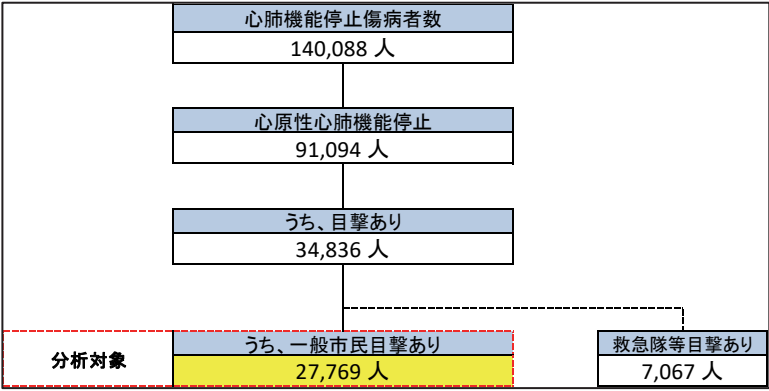 心肺機能停止傷病者数
140,088 人
心原性心肺機能停止
91,094 人
うち、目撃あり
34,836 人
分析対象
うち、一般市民目撃あり
27,769 人
救急隊等目撃あり
7,067 人